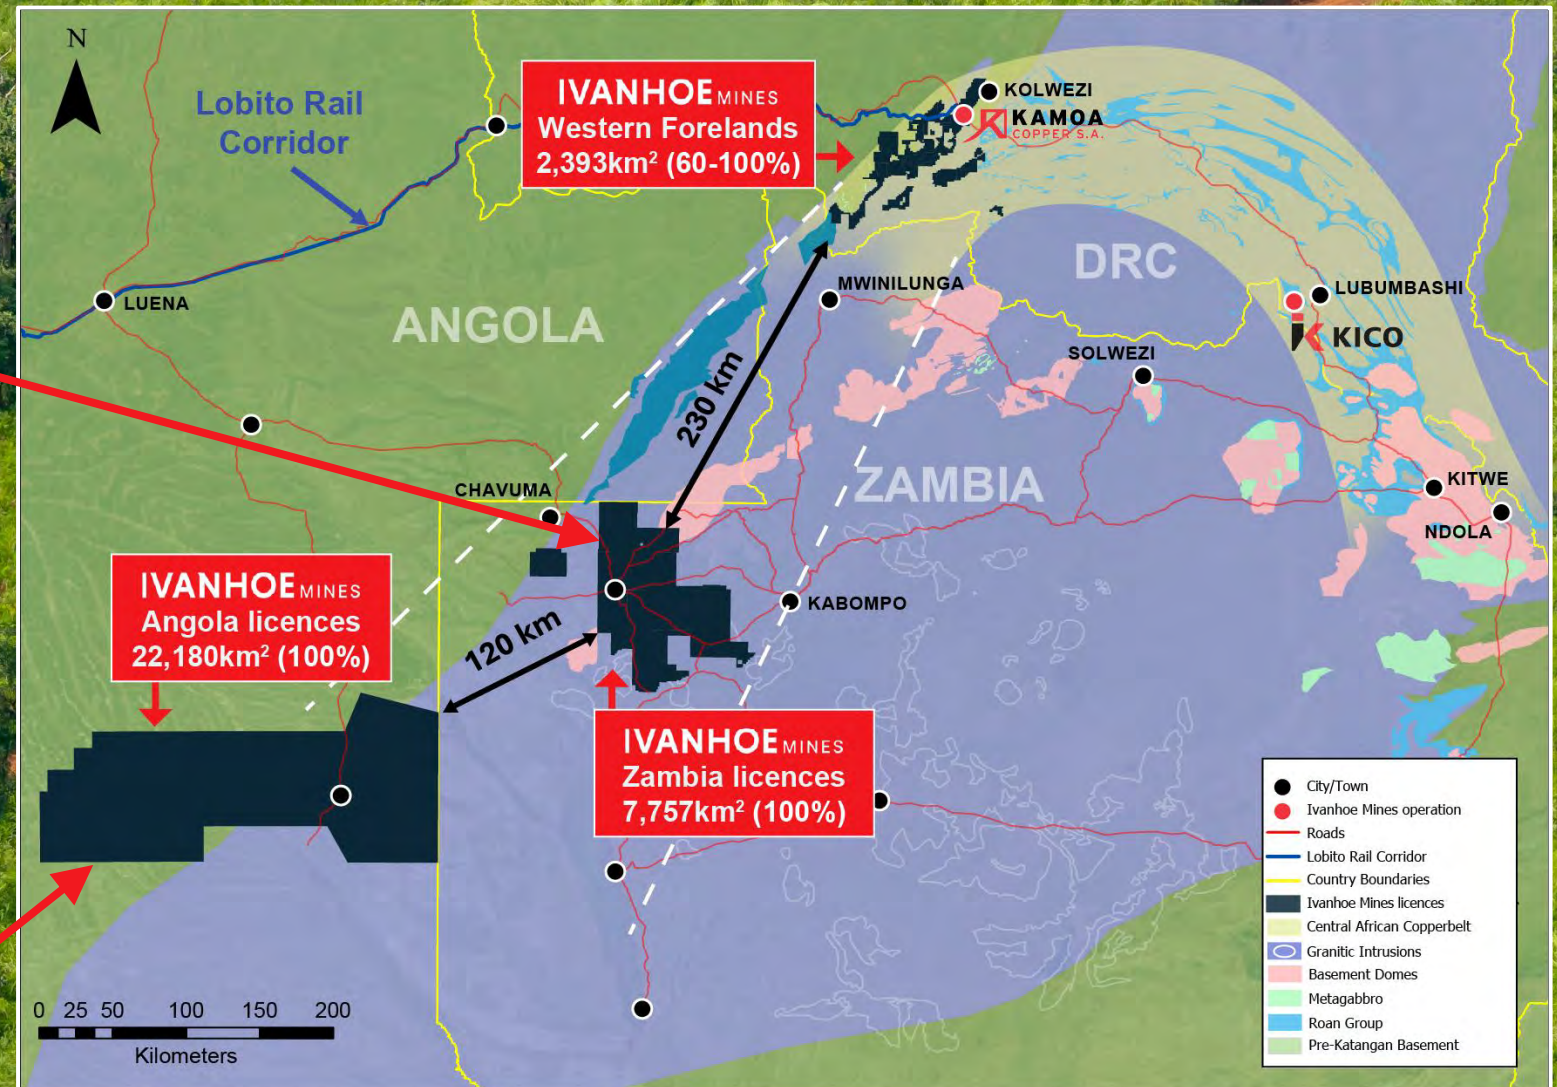 N
Lobito Rail
Corridor
IVANHOE MINES
Western Forelands
2,393km² (60-100%)
KOLWEZI
KAMOA
COPPER S.A.
LUENA
ANGOLA
MWINILUNGA
DRC
LUBUMBASHI
KICO
SOLWEZI
230 km
CHAVUMA
ZAMBIA
KITWE
NDOLA
IVANHOE MINES
Angola licences
22,180km² (100%)
KABOMPO
120 km
IVANHOE MINES
Zambia licences
7,757km² (100%)
City/Town
Ivanhoe Mines operation
Roads
Lobito Rail Corridor
Country Boundaries
Ivanhoe Mines licences
Central African Copperbelt
Granitic Intrusions
Basement Domes
Metagabbro
Roan Group
Pre-Katangan Basement
0 25 50 100 150 200
Kilometers